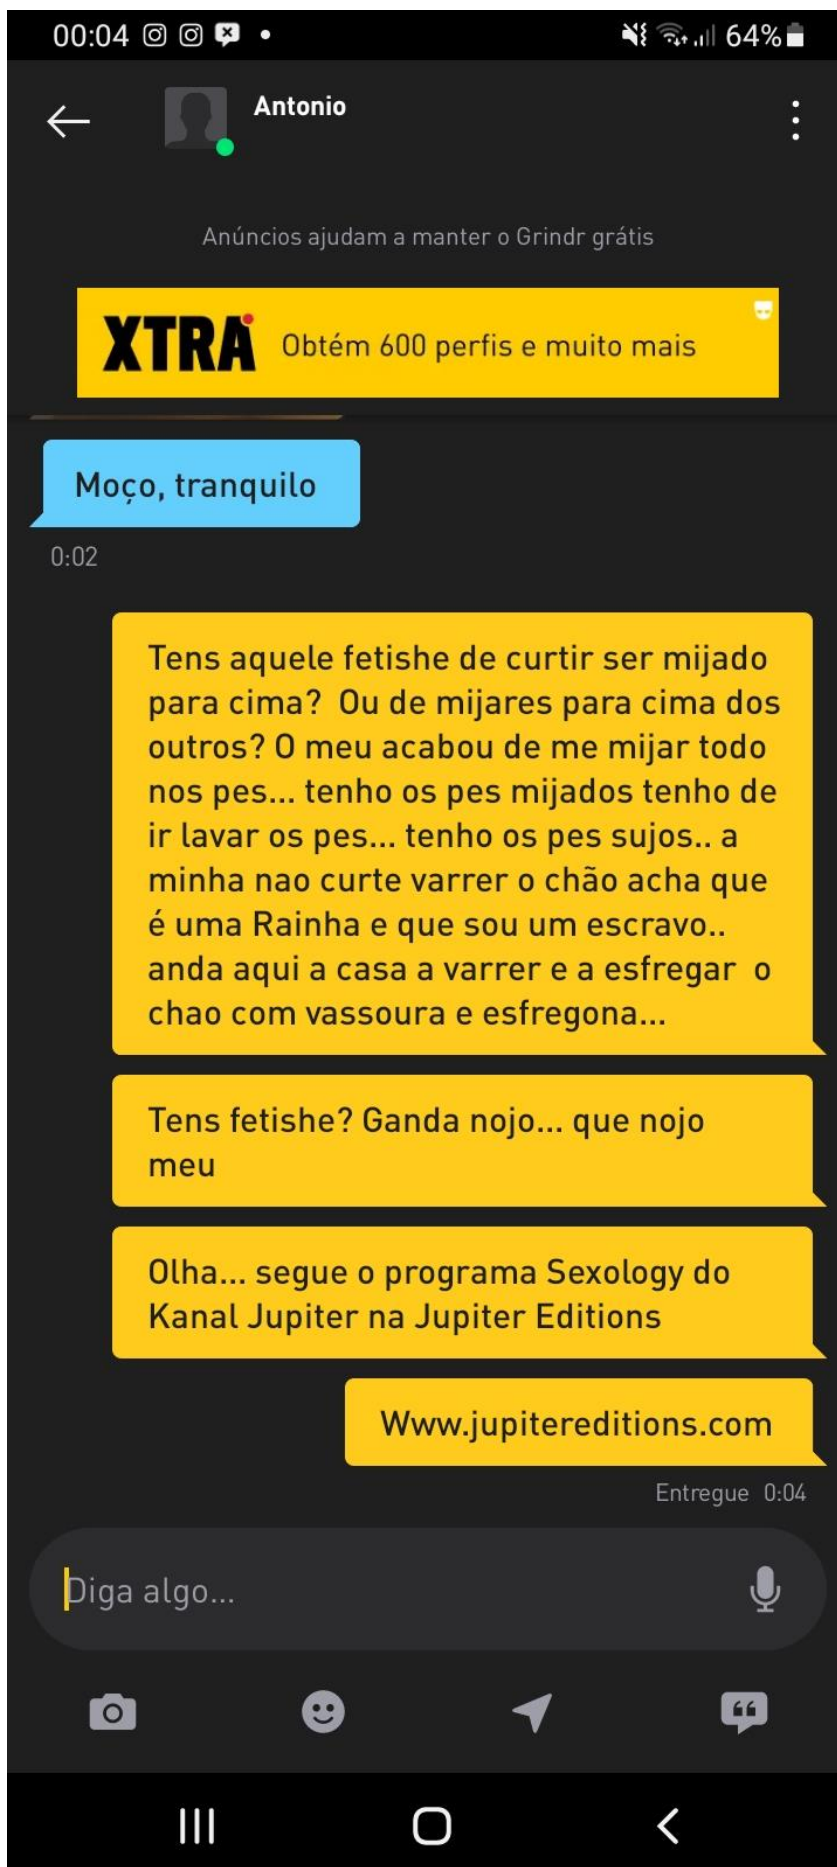 00:04
64%
Antonio
Anúncios ajudam a manter o Grindr grátis
XTRA Obtém 600 perfis e muito mais
Moço, tranquilo
0:02
Tens aquele fetishe de curtir ser mijado
para cima?  Ou de mijares para cima dos
outros? O meu acabou de me mijar todo
nos pes... tenho os pes mijados tenho de
ir lavar os pes... tenho os pes sujos.. a
minha nao curte varrer o chão acha que
é uma Rainha e que sou um escravo..
anda aqui a casa a varrer e a esfregar  o
chao com vassoura e esfregona...
Tens fetishe? Ganda nojo... que nojo
meu
Olha... segue o programa Sexology do
Kanal Jupiter na Jupiter Editions
Www.jupitereditions.com
Entregue 0:04
Diga algo...